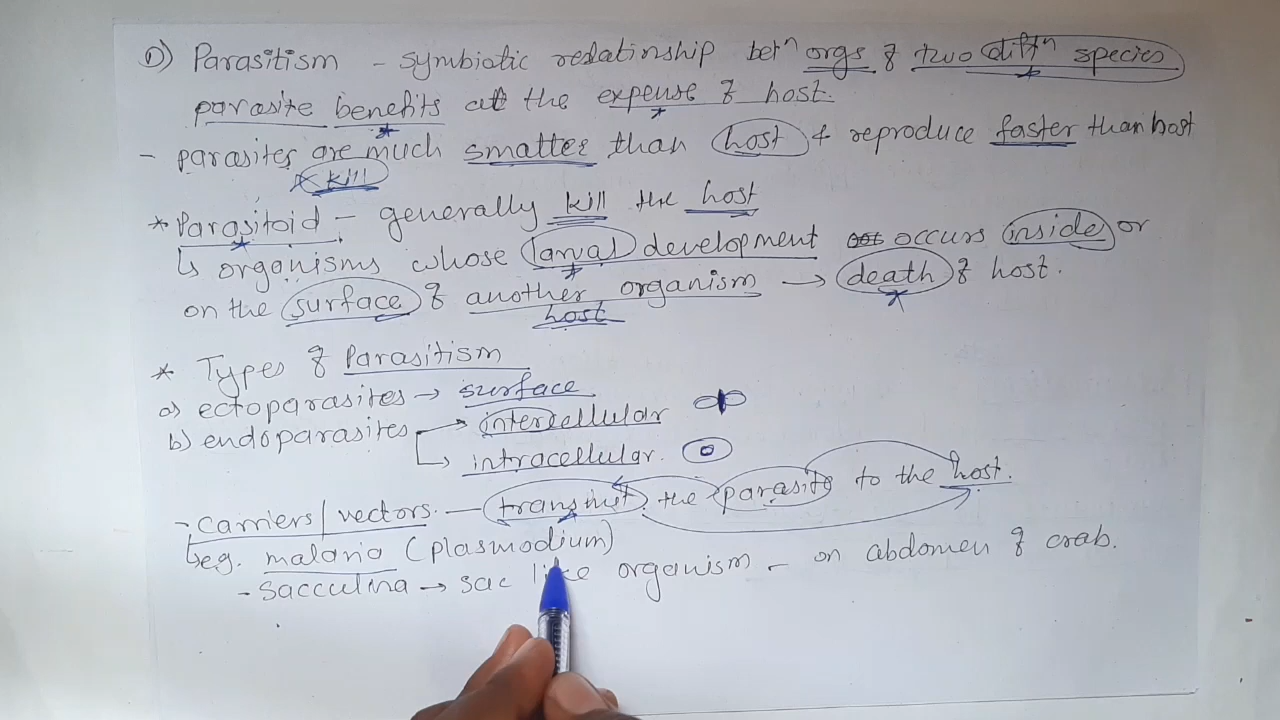 1) Parasitism - symbiotic relationship betⁿ orgs of two diffⁿ species
parasite benefits at the expense of host.
- parasites are much smatter than host + reproduce faster than host
kill
* Parasitoid - generally kill the host
↳ organisms whose larval development occurs inside or
on the surface of another organism → death of host.
host
* Types of Parasitism
a) ectoparasites → surface
b) endoparasites → intercellular
→ intracellular.
- carriers/vectors. — transmit the parasite to the host.
eg. malaria (plasmodium)
- sacculina → sac like organism - on abdomen of crab.